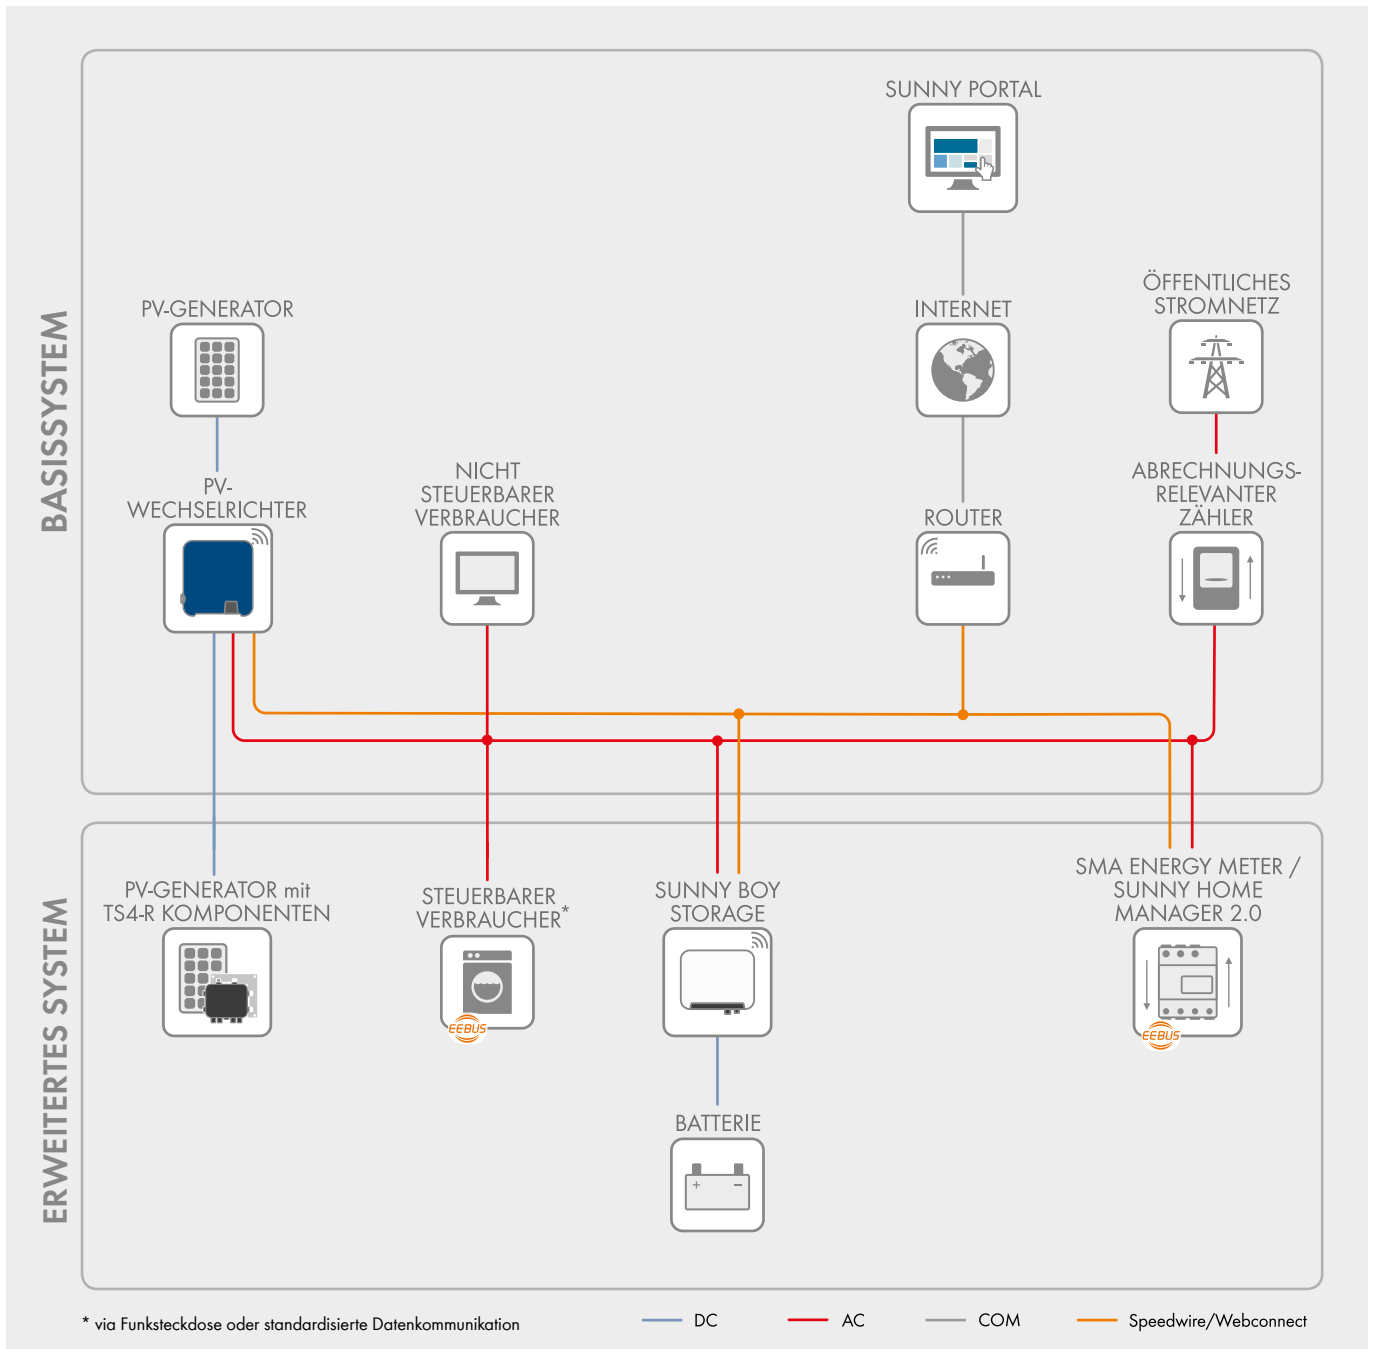 BASISSYSTEM
SUNNY PORTAL
PV-GENERATOR
INTERNET
ÖFFENTLICHES
STROMNETZ
PV-
WECHSELRICHTER
NICHT
STEUERBARER
VERBRAUCHER
ROUTER
ABRECHNUNGS-
RELEVANTER
ZÄHLER
ERWEITERTES SYSTEM
PV-GENERATOR mit
TS4-R KOMPONENTEN
STEUERBARER
VERBRAUCHER*
EEBUS
SUNNY BOY
STORAGE
SMA ENERGY METER /
SUNNY HOME
MANAGER 2.0
EEBUS
BATTERIE
+ −
* via Funksteckdose oder standardisierte Datenkommunikation
DC
AC
COM
Speedwire/Webconnect